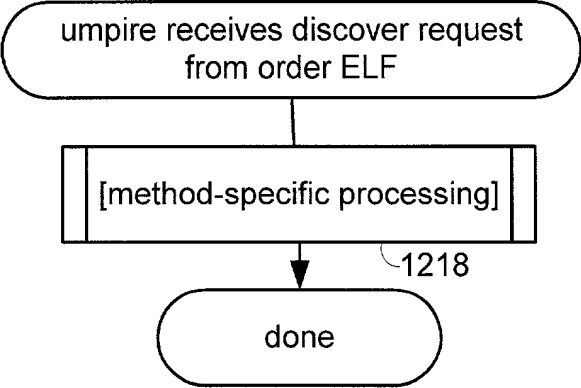 umpire receives discover request
from order ELF
[method-specific processing]
1218
done